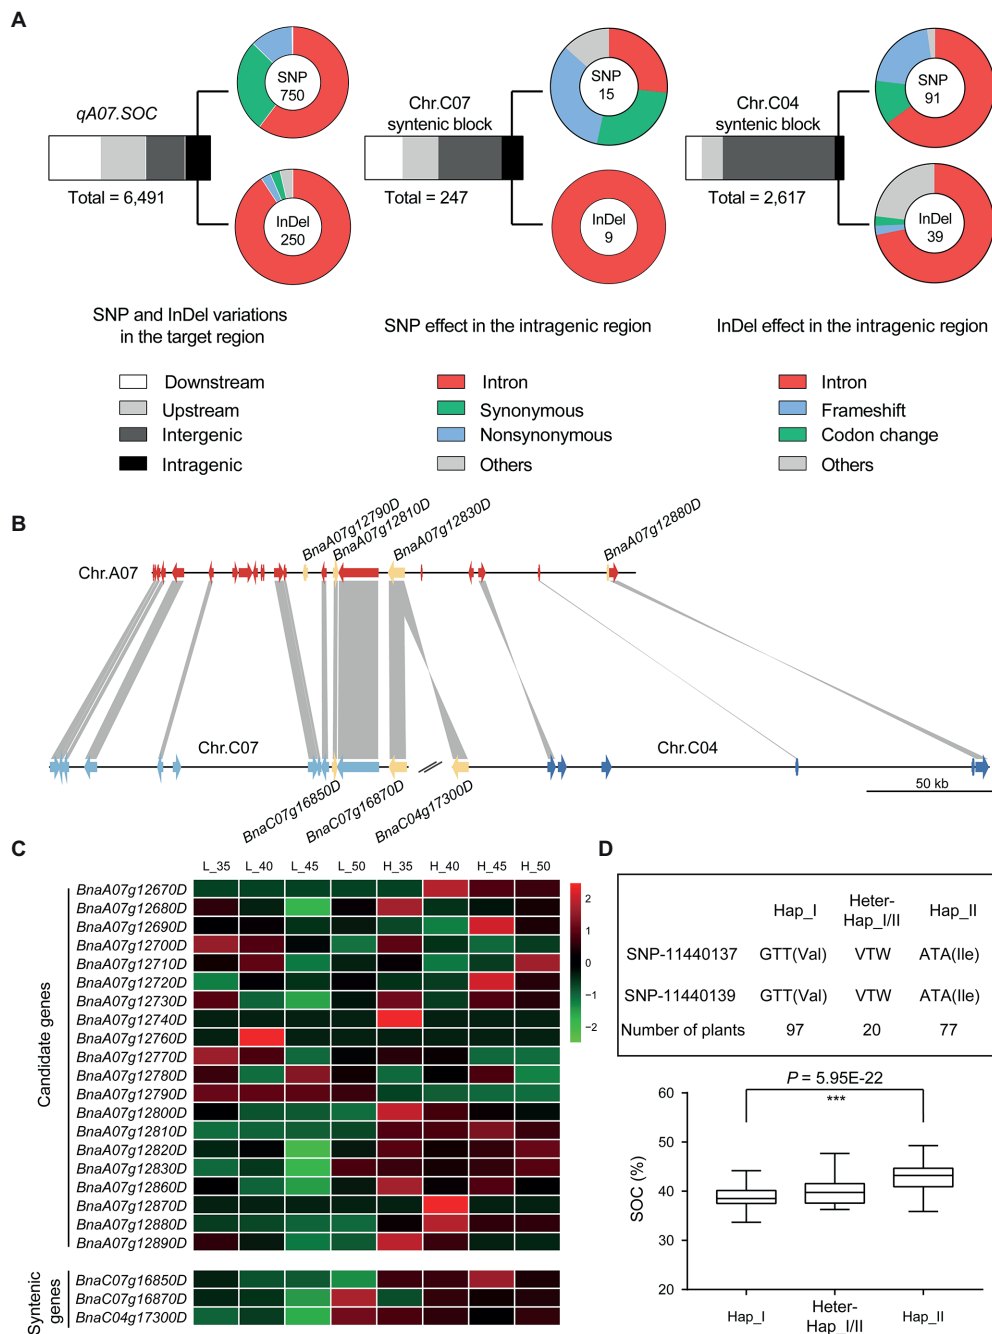 A
qA07.SOC
Total = 6,491
SNP
750
InDel
250
Chr.C07
syntenic block
Total = 247
SNP
15
InDel
9
Chr.C04
syntenic block
Total = 2,617
SNP
91
InDel
39
SNP and InDel variations
in the target region
Downstream
Upstream
Intergenic
Intragenic
SNP effect in the intragenic region
Intron
Synonymous
Nonsynonymous
Others
InDel effect in the intragenic region
Intron
Frameshift
Codon change
Others
B
BnaA07g12790D
BnaA07g12810D
BnaA07g12830D
BnaA07g12880D
Chr.A07
Chr.C07
Chr.C04
50 kb
BnaC07g16850D
BnaC07g16870D
BnaC04g17300D
C
L_35 L_40 L_45 L_50 H_35 H_40 H_45 H_50
Candidate genes
BnaA07g12670D
BnaA07g12680D
BnaA07g12690D
BnaA07g12700D
BnaA07g12710D
BnaA07g12720D
BnaA07g12730D
BnaA07g12740D
BnaA07g12760D
BnaA07g12770D
BnaA07g12780D
BnaA07g12790D
BnaA07g12800D
BnaA07g12810D
BnaA07g12820D
BnaA07g12830D
BnaA07g12860D
BnaA07g12870D
BnaA07g12880D
BnaA07g12890D
Syntenic
genes
BnaC07g16850D
BnaC07g16870D
BnaC04g17300D
2
1
0
−1
−2
D
Hap_I Heter-Hap_I/II Hap_II
SNP-11440137 GTT(Val) VTW ATA(Ile)
SNP-11440139 GTT(Val) VTW ATA(Ile)
Number of plants 97 20 77
P = 5.95E-22
***
SOC (%)
60
50
40
30
20
Hap_I
Heter-
Hap_I/II
Hap_II